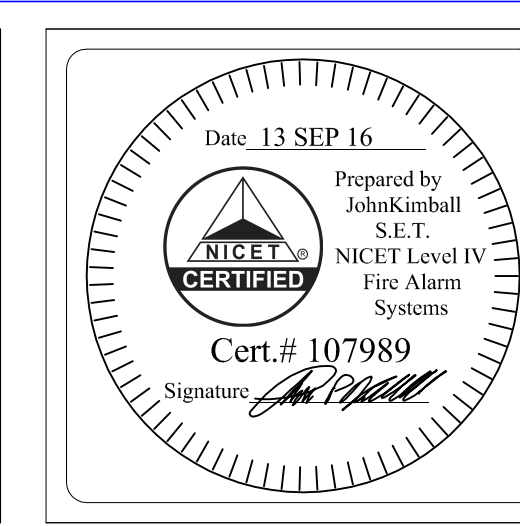 Date 13 SEP 16
NICET ®
CERTIFIED
Prepared by
JohnKimball
S.E.T.
NICET Level IV
Fire Alarm
Systems
Cert.# 107989
Signature